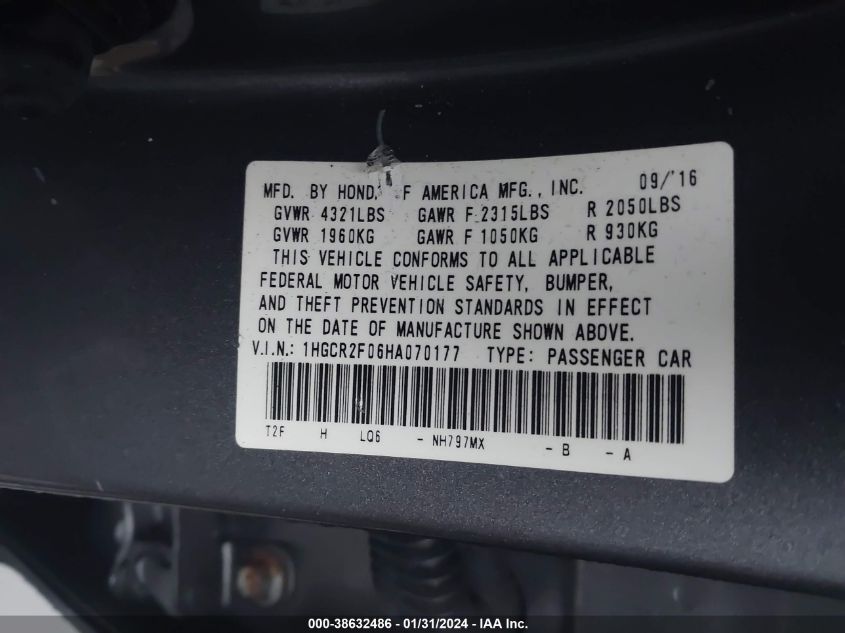 MFD. BY HOND F AMERICA MFG., INC. 09/'16
GVWR 4321LBS GAWR F 2315LBS R 2050LBS
GVWR 1960KG GAWR F 1050KG R 930KG
THIS VEHICLE CONFORMS TO ALL APPLICABLE
FEDERAL MOTOR VEHICLE SAFETY, BUMPER,
AND THEFT PREVENTION STANDARDS IN EFFECT
ON THE DATE OF MANUFACTURE SHOWN ABOVE.
V.I.N.: 1HGCR2F06HA070177 TYPE: PASSENGER CAR
T2F H LQ6 - NH797MX - B - A
000-38632486 - 01/31/2024 - IAA Inc.